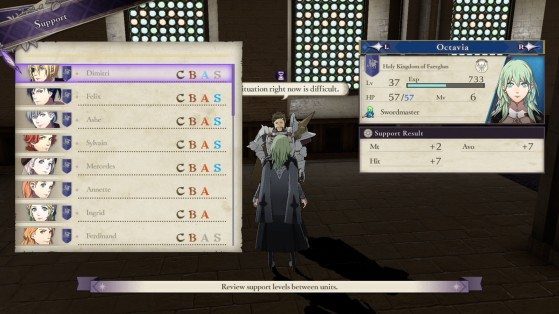 Support
Dimitri C B A S
Felix C B A S
Ashe C B A S
Sylvain C B A S
Mercedes C B A S
Annette C B A
Ingrid C B A
Ferdinand C B A S
ituation right now is difficult.
L Octavia R
Holy Kingdom of Faerghus
Lv 37 Exp 733
HP 57/57 Mv 6
Swordmaster
Support Result
Mt +2 Avo +7
Hit +7
Review support levels between units.